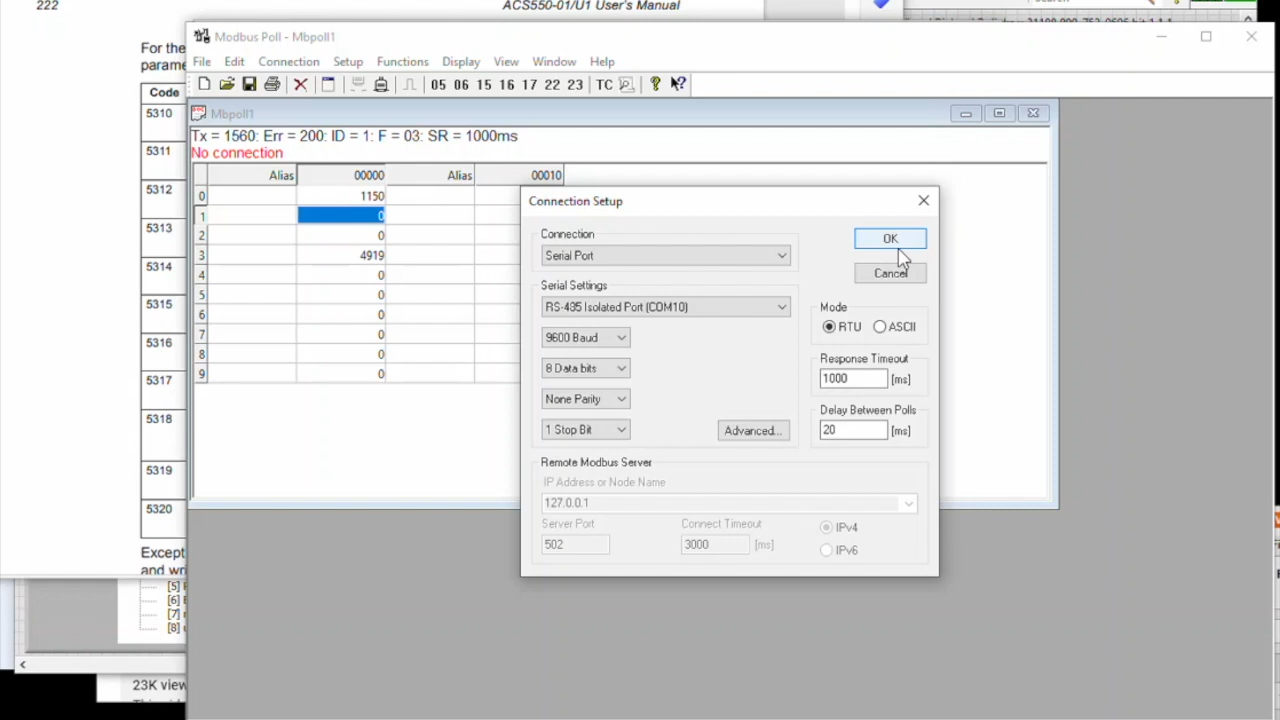 222
ACS550-01/U1 User's Manual
For the
parame
Code
5310
5311
5312
5313
5314
5315
5316
5317
5318
5319
5320
Except
and wri
[5]
[6]
[7]
[8]
23K view
Modbus Poll - Mbpoll1
File Edit Connection Setup Functions Display View Window Help
05 06 15 16 17 22 23 TC
Mbpoll1
Tx = 1560: Err = 200: ID = 1: F = 03: SR = 1000ms
No connection
Alias 00000 Alias 00010
0 1150
1 0
2 0
3 4919
4 0
5 0
6 0
7 0
8 0
9 0
Connection Setup
Connection
Serial Port
OK
Cancel
Serial Settings
RS-485 Isolated Port (COM10)
9600 Baud
8 Data bits
None Parity
1 Stop Bit
Advanced...
Mode
RTU ASCII
Response Timeout
1000 [ms]
Delay Between Polls
20 [ms]
Remote Modbus Server
IP Address or Node Name
127.0.0.1
Server Port Connect Timeout
502 3000 [ms]
IPv4
IPv6